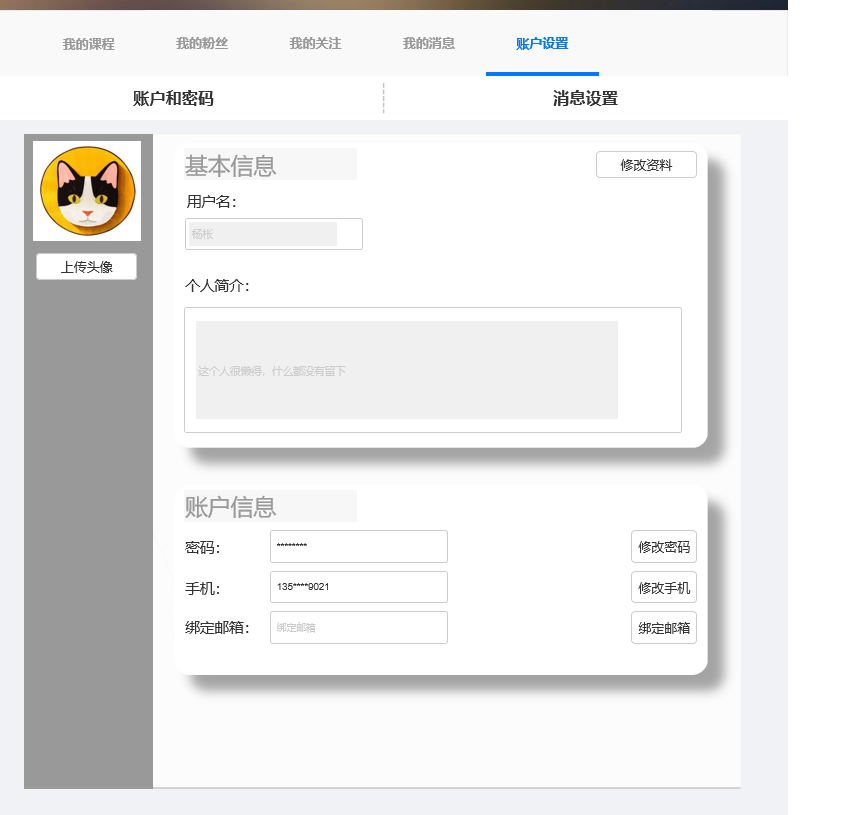 我的课程 我的粉丝 我的关注 我的消息 账户设置
账户和密码 消息设置
上传头像
基本信息 修改资料
用户名：
杨枨
个人简介：
这个人很懒得，什么都没有留下
账户信息
密码： ******** 修改密码
手机： 135****9021 修改手机
绑定邮箱： 绑定邮箱 绑定邮箱